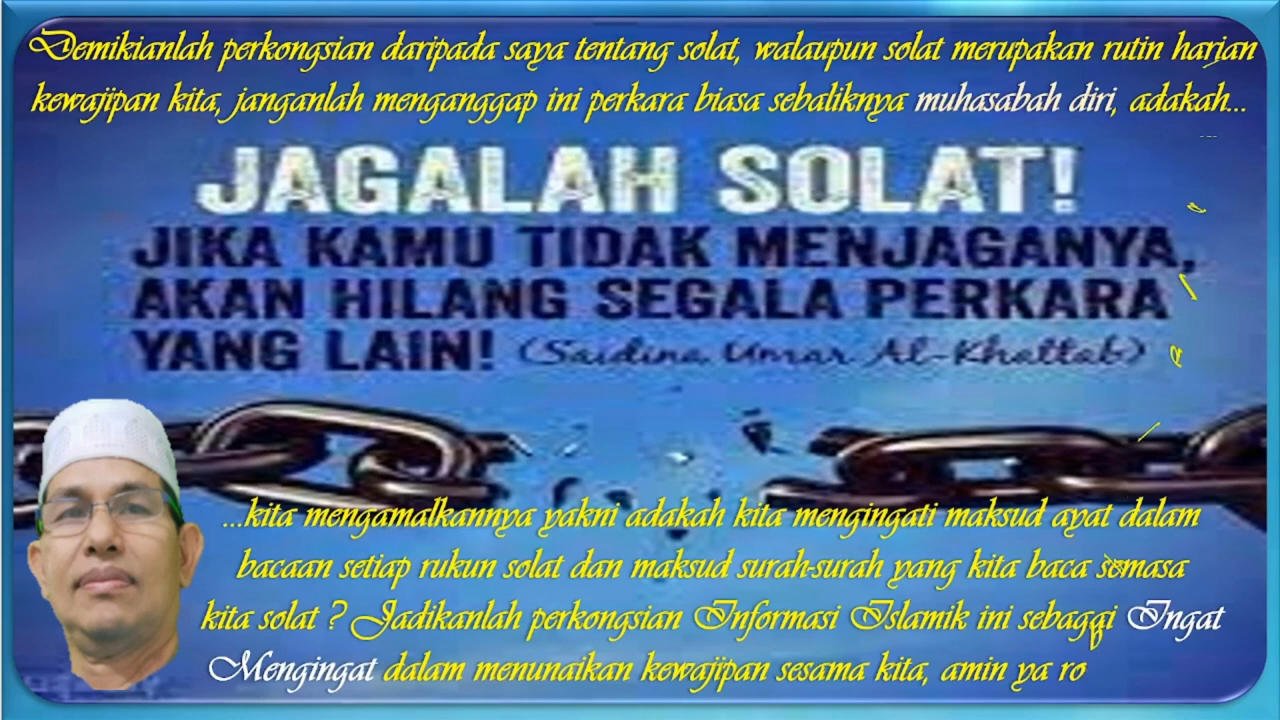 Demikianlah perkongsian daripada saya tentang solat, walaupun solat merupakan rutin harian
kewajipan kita, janganlah menganggap ini perkara biasa sebaliknya muhasabah diri, adakah...
JAGALAH SOLAT!
JIKA KAMU TIDAK MENJAGANYA,
AKAN HILANG SEGALA PERKARA
YANG LAIN! (Saidina Umar Al-Khattab)
...kita mengamalkannya yakni adakah kita mengingati maksud ayat dalam
bacaan setiap rukun solat dan maksud surah-surah yang kita baca semasa
kita solat ? Jadikanlah perkongsian Informasi Islamik ini sebagai Ingat
Mengingat dalam menunaikan kewajipan sesama kita, amin ya ro